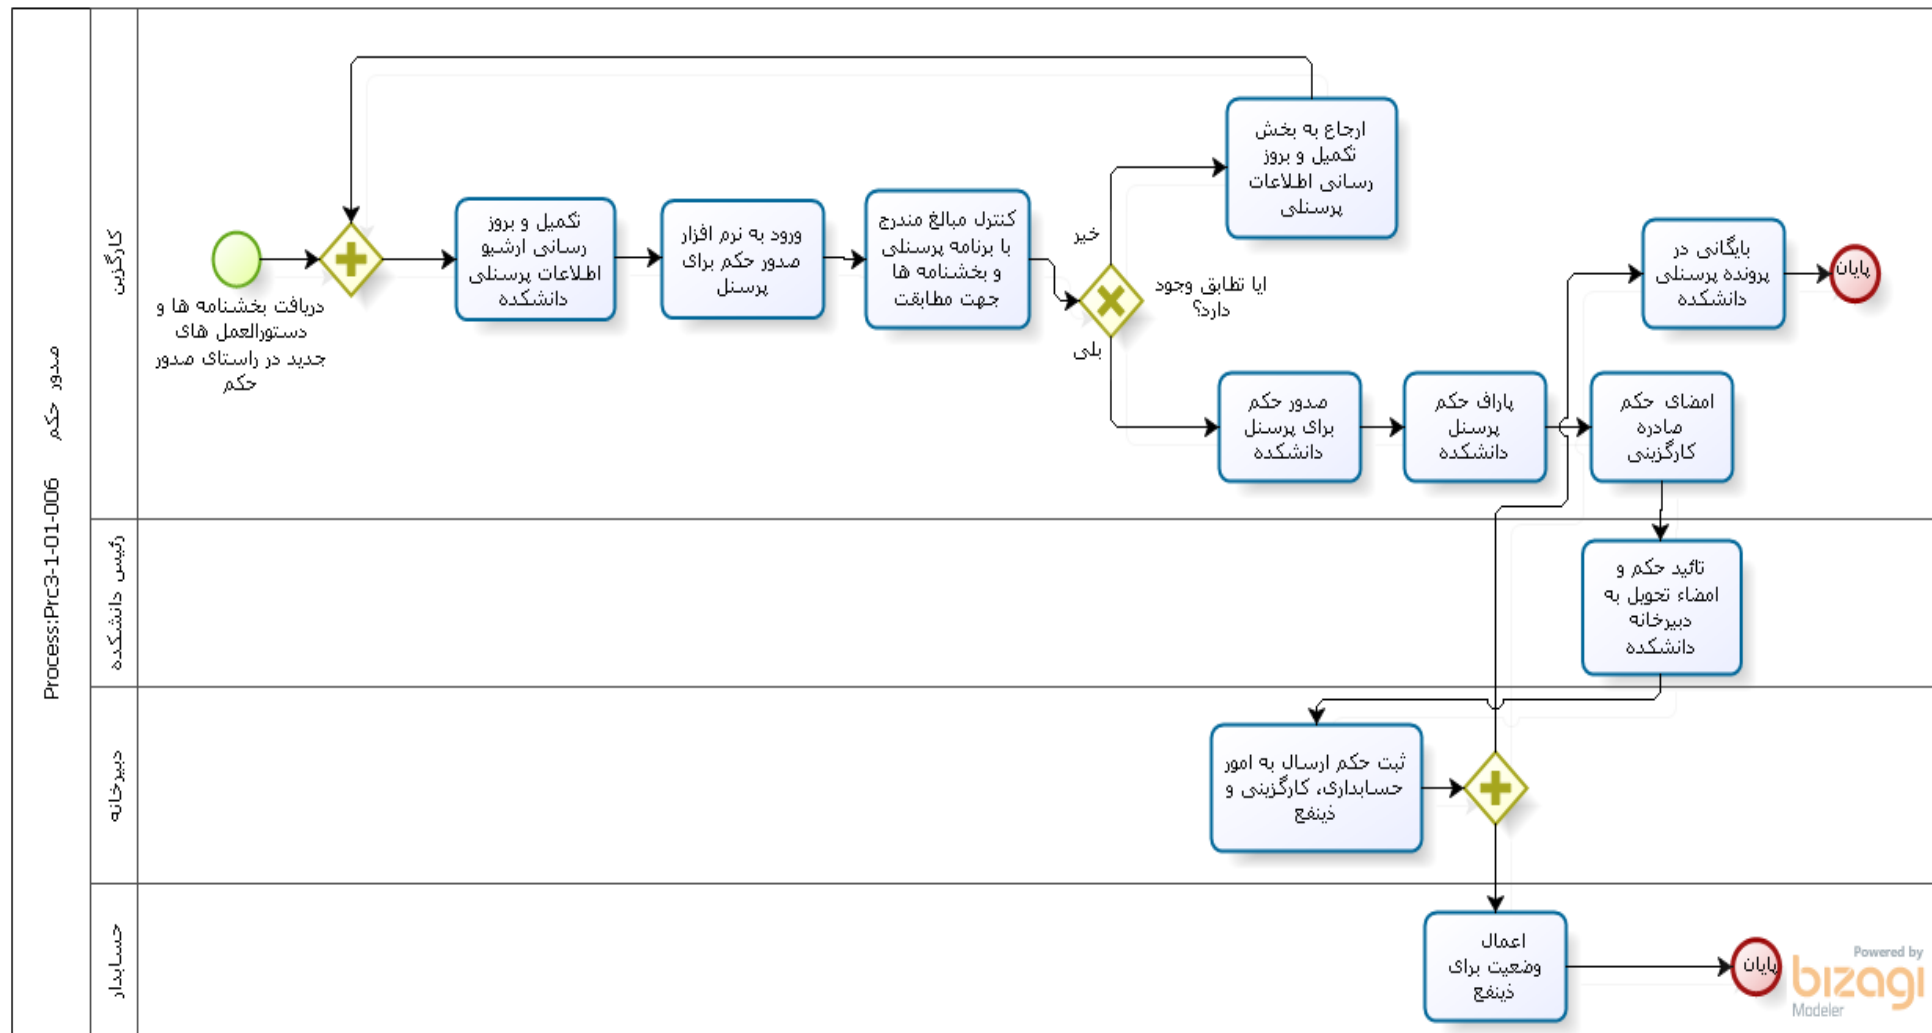 Process:Prc3-1-01-006 صدور حکم
کارگزین
رئیس دانشکده
دبیرخانه
حسابدار
دریافت بخشنامه ها و
دستورالعمل های
جدید در راستای صدور
حکم
تکمیل و بروز
رسانی ارشیو
اطلاعات پرسنلی
دانشکده
ورود به نرم افزار
صدور حکم برای
پرسنل
کنترل مبالغ مندرج
با برنامه پرسنلی
و بخشنامه ها
جهت مطابقت
ایا تطابق وجود
دارد؟
خیر
بلی
ارجاع به بخش
تکمیل و بروز
رسانی اطلاعات
پرسنلی
صدور حکم
برای پرسنل
دانشکده
پاراف حکم
پرسنل
دانشکده
امضای حکم
صادره
کارگزینی
تائید حکم و
امضاء تحویل به
دبیرخانه
دانشکده
ثبت حکم ارسال به امور
حسابداری، کارگزینی و
ذینفع
بایگانی در
پرونده پرسنلی
دانشکده
پایان
اعمال
وضعیت برای
ذینفع
پایان
Powered by
bizagi
Modeler